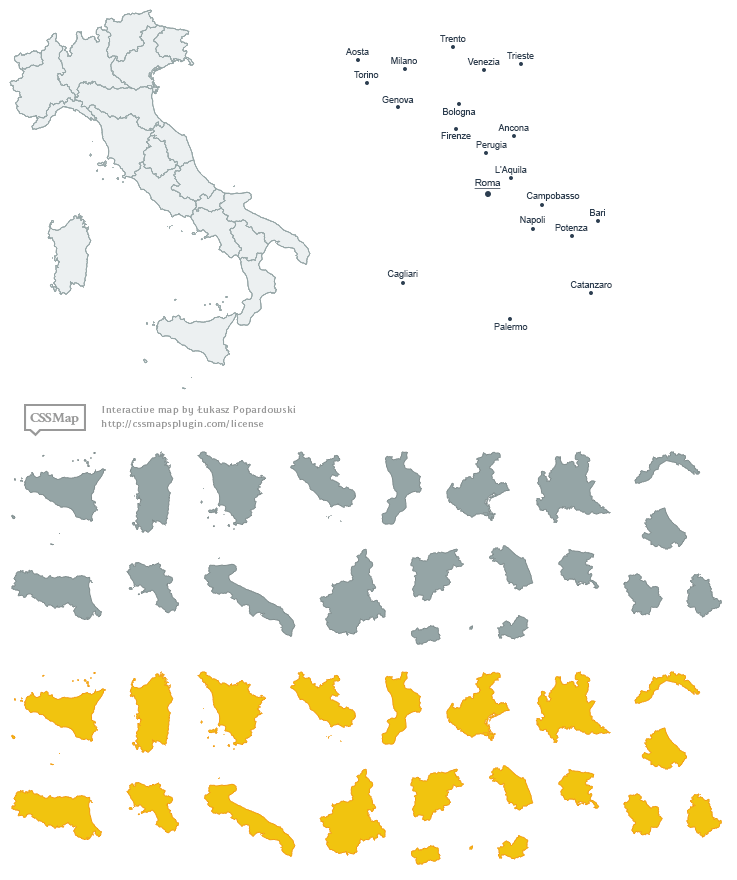 Trento
Aosta
Milano
Venezia
Trieste
Torino
Genova
Bologna
Ancona
Firenze
Perugia
L'Aquila
Roma
Campobasso
Napoli
Bari
Potenza
Cagliari
Catanzaro
Palermo
CSSMap
Interactive map by Łukasz Popardowski
http://cssmapsplugin.com/license